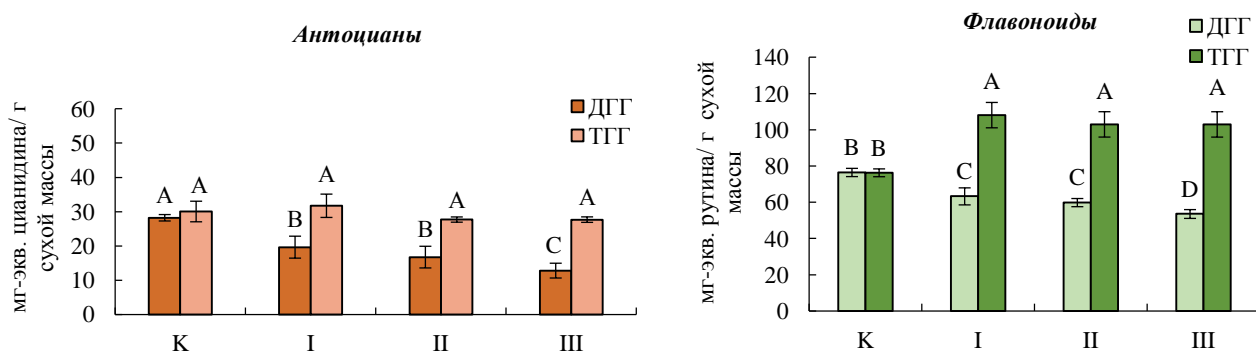 Антоцианы
мг-экв. цианидина/ г
сухой массы
60
50
40
30
20
10
0
ДГГ
ТГГ
A
A
B
A
B
A
C
A
K
I
II
III
Флавоноиды
мг-экв. рутина/ г сухой
массы
140
120
100
80
60
40
20
0
ДГГ
ТГГ
B
B
C
A
C
A
D
A
K
I
II
III